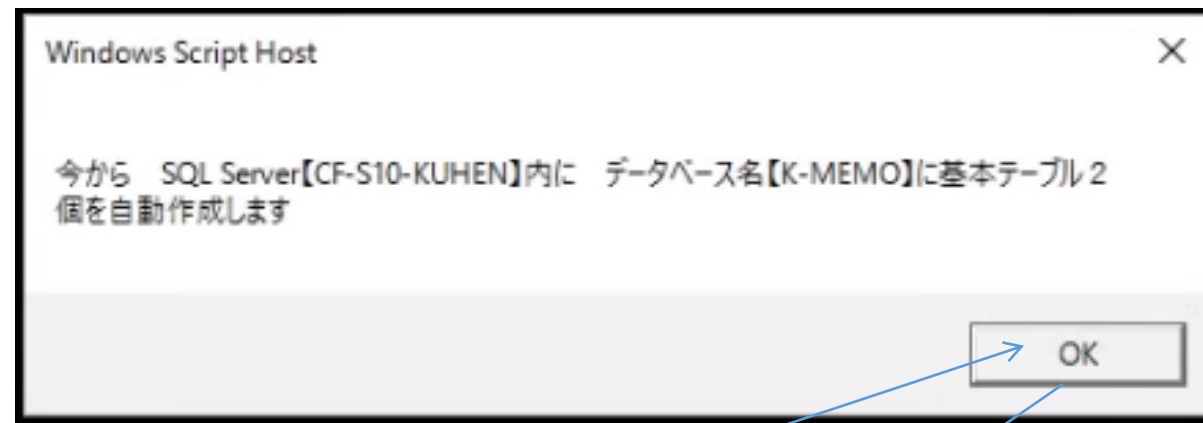 Windows Script Host
今から　SQL Server【CF-S10-KUHEN】内に　データベース名【K-MEMO】に基本テーブル２
個を自動作成します
OK